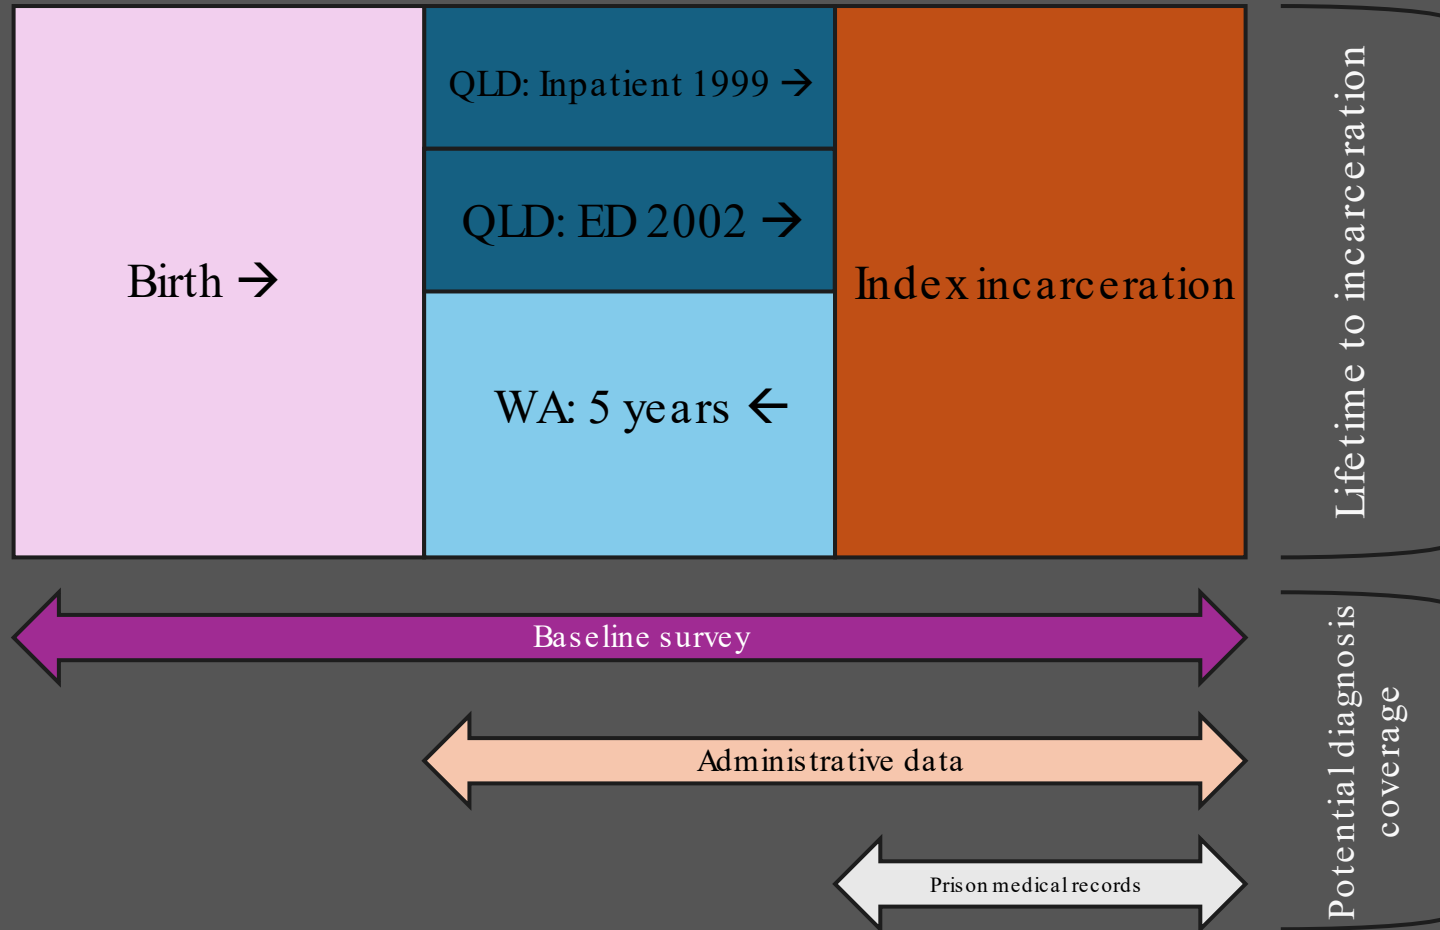 QLD: Inpatient 1999 →
QLD: ED 2002 →
Birth →
Index incarceration
WA: 5 years ←
Lifetime to incarceration
Baseline survey
Administrative data
Prison medical records
Potential diagnosis
coverage